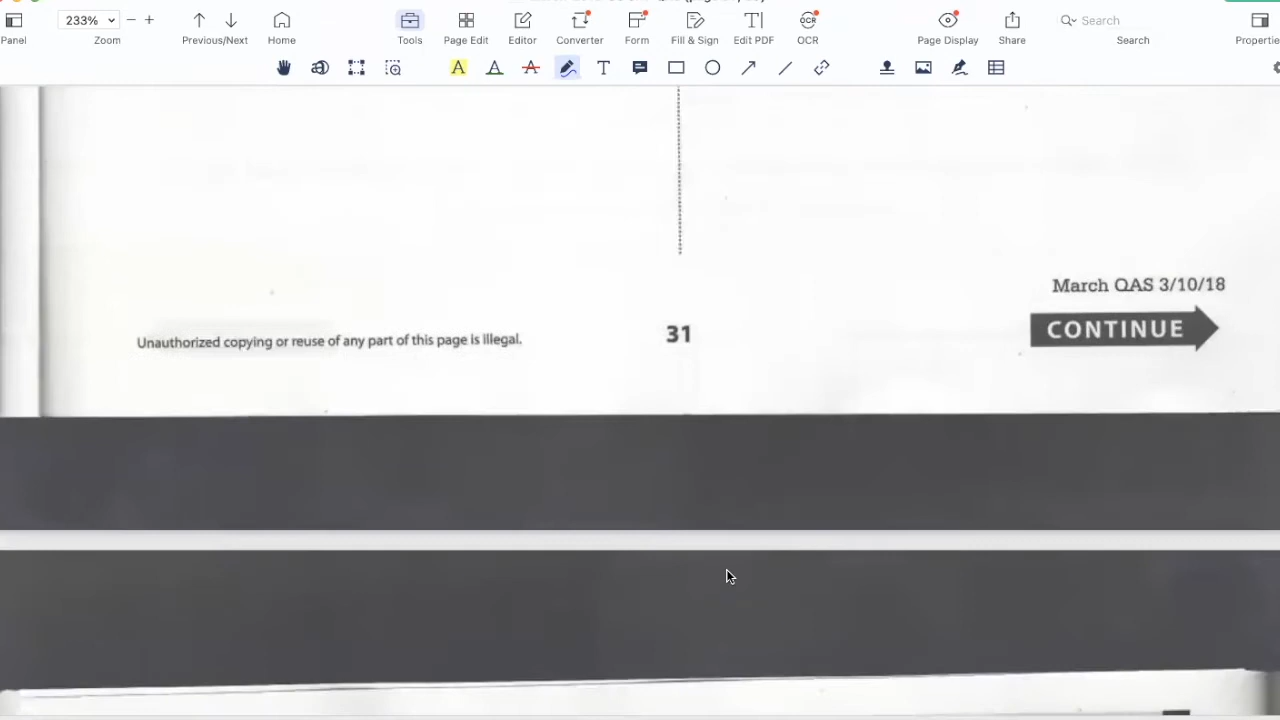 233%
Panel
Zoom
Previous/Next
Home
Tools
Page Edit
Editor
Converter
Form
Fill & Sign
Edit PDF
OCR
OCR
Page Display
Share
Search
Search
Propertie
A A A T
March QAS 3/10/18
Unauthorized copying or reuse of any part of this page is illegal.
31
CONTINUE